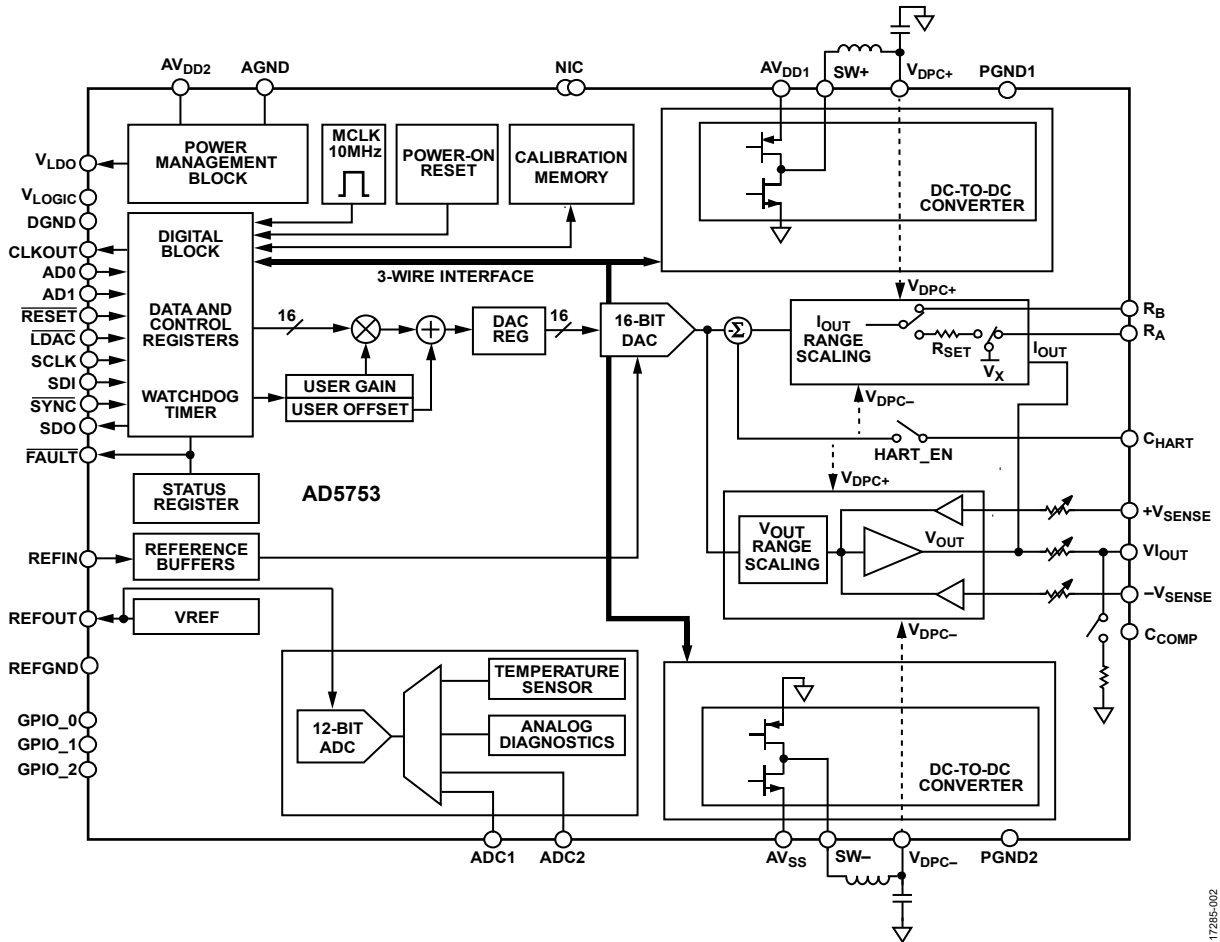 AVDD2
AGND
NIC
AVDD1
SW+
VDPC+
PGND1
VLDO
VLOGIC
DGND
CLKOUT
AD0
AD1
RESET
LDAC
SCLK
SDI
SYNC
SDO
FAULT
REFIN
REFOUT
REFGND
GPIO_0
GPIO_1
GPIO_2
POWER
MANAGEMENT
BLOCK
MCLK
10MHz
POWER-ON
RESET
CALIBRATION
MEMORY
DC-TO-DC
CONVERTER
DIGITAL
BLOCK
DATA AND
CONTROL
REGISTERS
WATCHDOG
TIMER
3-WIRE INTERFACE
16
USER GAIN
USER OFFSET
DAC
REG
16
16-BIT
DAC
-Σ
VDPC+
IOUT
RANGE
SCALING
RSET
VX
IOUT
RB
RA
VDPC–
HART_EN
CHART
STATUS
REGISTER
AD5753
VDPC+
VOUT
RANGE
SCALING
VOUT
+VSENSE
VIOUT
–VSENSE
CCOMP
REFERENCE
BUFFERS
VREF
VDPC–
12-BIT
ADC
TEMPERATURE
SENSOR
ANALOG
DIAGNOSTICS
DC-TO-DC
CONVERTER
ADC1
ADC2
AVSS
SW–
VDPC–
PGND2
17285-002